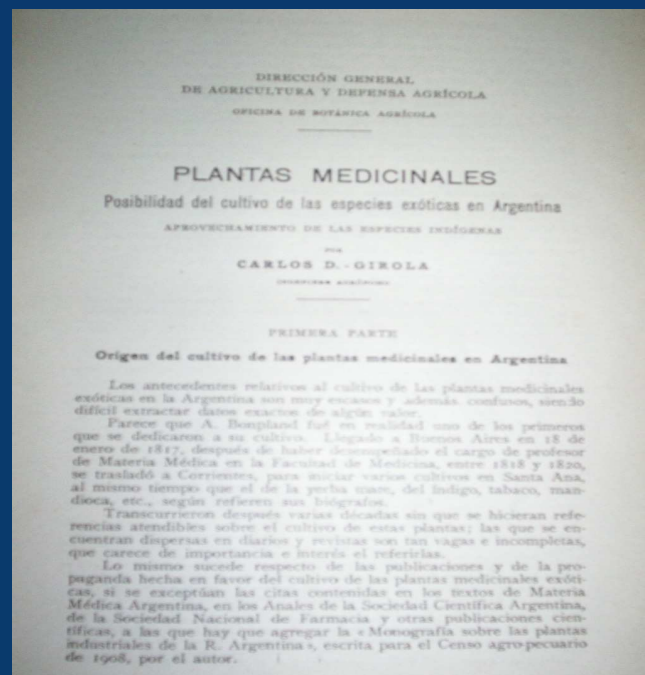 DIRECCIÓN GENERAL
DE AGRICULTURA Y DEFENSA AGRÍCOLA
OFICINA DE BOTÁNICA AGRÍCOLA
PLANTAS MEDICINALES
Posibilidad del cultivo de las especies exóticas en Argentina
APROVECHAMIENTO DE LAS ESPECIES INDÍGENAS
POR
CARLOS D. GIROLA
INGENIERO AGRÓNOMO
PRIMERA PARTE
Origen del cultivo de las plantas medicinales en Argentina
Los antecedentes relativos al cultivo de las plantas medicinales
exóticas en la Argentina son muy escasos y además confusos, siendo
difícil extractar datos exactos de algún valor.
Parece que A. Bonpland fué en realidad uno de los primeros
que se dedicaron a su cultivo. Llegado a Buenos Aires en 18 de
enero de 1817, después de haber desempeñado el cargo de profesor
de Materia Médica en la Facultad de Medicina, entre 1818 y 1820,
se trasladó a Corrientes, para iniciar varios cultivos en Santa Ana,
al mismo tiempo que el de la yerba mate, del índigo, tabaco, man-
dioca, etc., según refieren sus biógrafos.
Transcurrieron después varias décadas sin que se hicieran refe-
rencias atendibles sobre el cultivo de estas plantas; las que se en-
cuentran dispersas en diarios y revistas son tan vagas e incompletas,
que carece de importancia e interés el referirlas.
Lo mismo sucede respecto de las publicaciones y de la pro-
paganda hecha en favor del cultivo de las plantas medicinales exóti-
cas, si se exceptúan las citas contenidas en los textos de Materia
Médica Argentina, en los Anales de la Sociedad Científica Argentina,
de la Sociedad Nacional de Farmacia y otras publicaciones cien-
tíficas, a las que hay que agregar la « Monografía sobre las plantas
industriales de la R. Argentina », escrita para el Censo agropecuario
de 1908, por el autor.